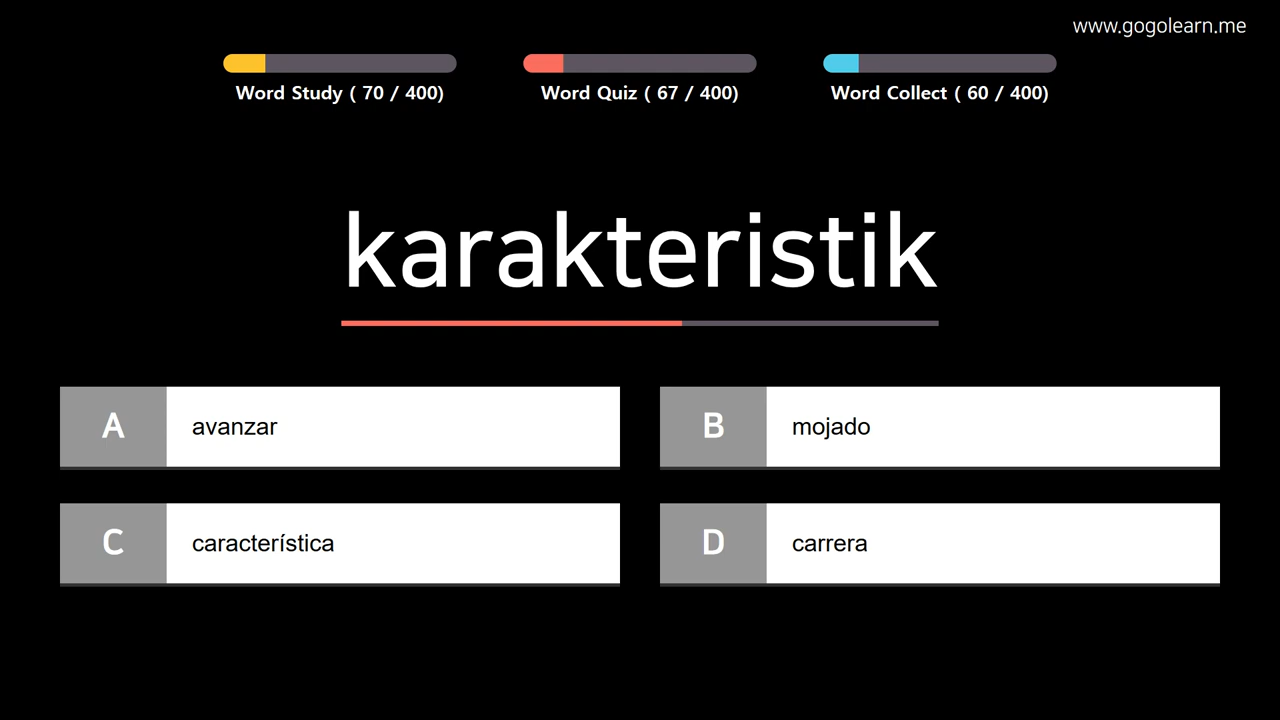 www.gogolearn.me
Word Study ( 70 / 400)
Word Quiz ( 67 / 400)
Word Collect ( 60 / 400)
karakteristik
A
avanzar
B
mojado
C
característica
D
carrera